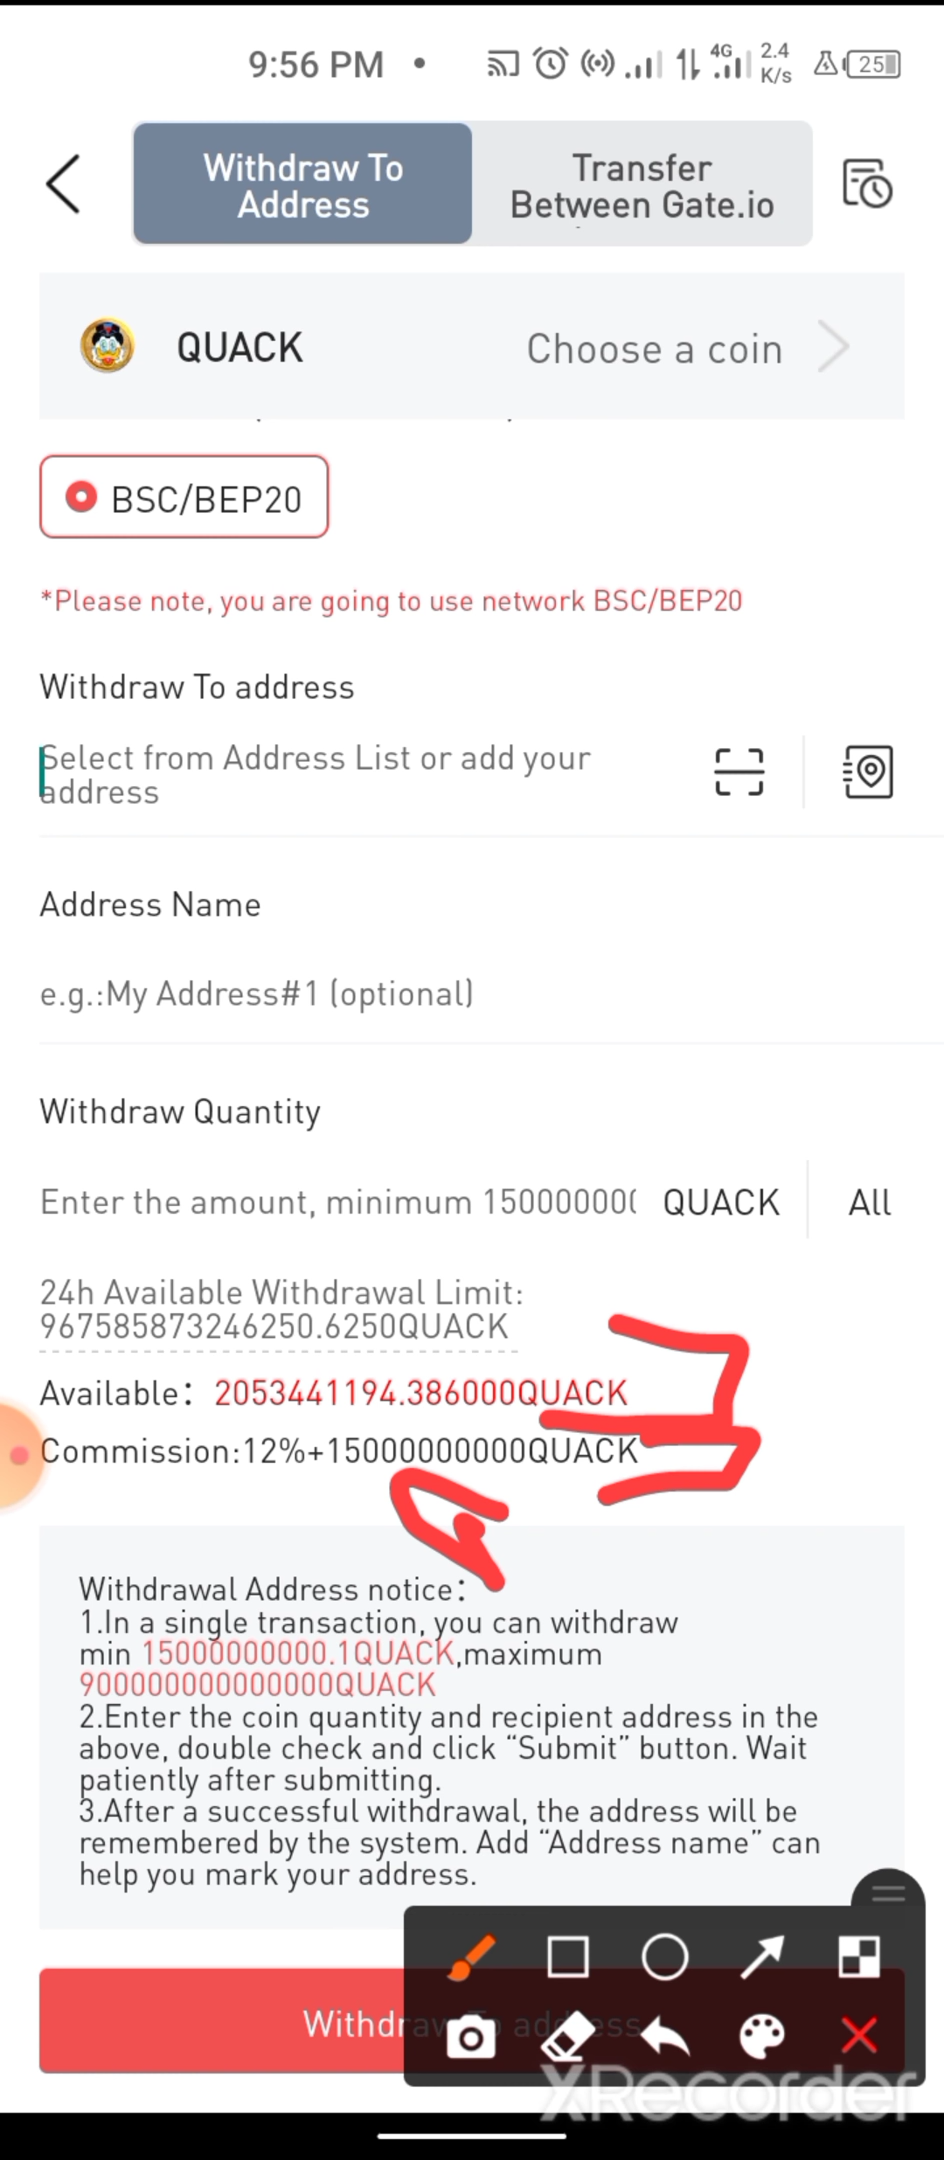 9:56 PM
4G
2.4
K/s
25
Withdraw To
Address
Transfer
Between Gate.io
QUACK
Choose a coin
BSC/BEP20
*Please note, you are going to use network BSC/BEP20
Withdraw To address
Select from Address List or add your
address
Address Name
e.g.:My Address#1 (optional)
Withdraw Quantity
Enter the amount, minimum 15000000( QUACK All
24h Available Withdrawal Limit:
967585873246250.6250QUACK
Available: 2053441194.386000QUACK
Commission:12%+15000000000QUACK
Withdrawal Address notice:
1.In a single transaction, you can withdraw
min 15000000000.1QUACK,maximum
900000000000000QUACK
2.Enter the coin quantity and recipient address in the
above, double check and click “Submit” button. Wait
patiently after submitting.
3.After a successful withdrawal, the address will be
remembered by the system. Add “Address name” can
help you mark your address.
Withdraw To address
XRecorder